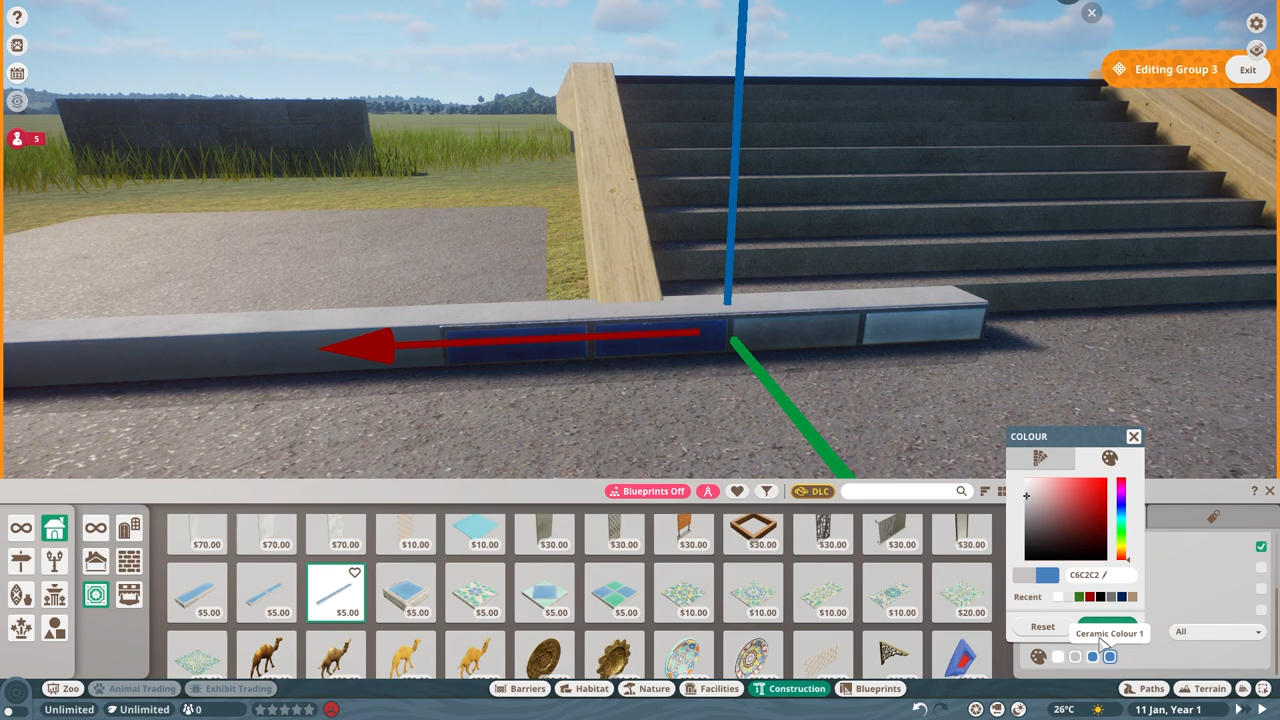 ?
5
Editing Group 3
Exit
COLOUR
C6C2C2
Recent
Reset
Ceramic Colour 1
All
Blueprints Off
DLC
? ×
$70.00 $70.00 $70.00 $10.00 $10.00 $30.00 $30.00 $30.00 $30.00 $30.00 $30.00 $30.00
$5.00 $5.00 $5.00 $5.00 $5.00 $5.00 $5.00 $10.00 $10.00 $10.00 $10.00 $20.00
Zoo Animal Trading Exhibit Trading Barriers Habitat Nature Facilities Construction Blueprints Paths Terrain
Unlimited Unlimited 0 26°C 11 Jan, Year 1